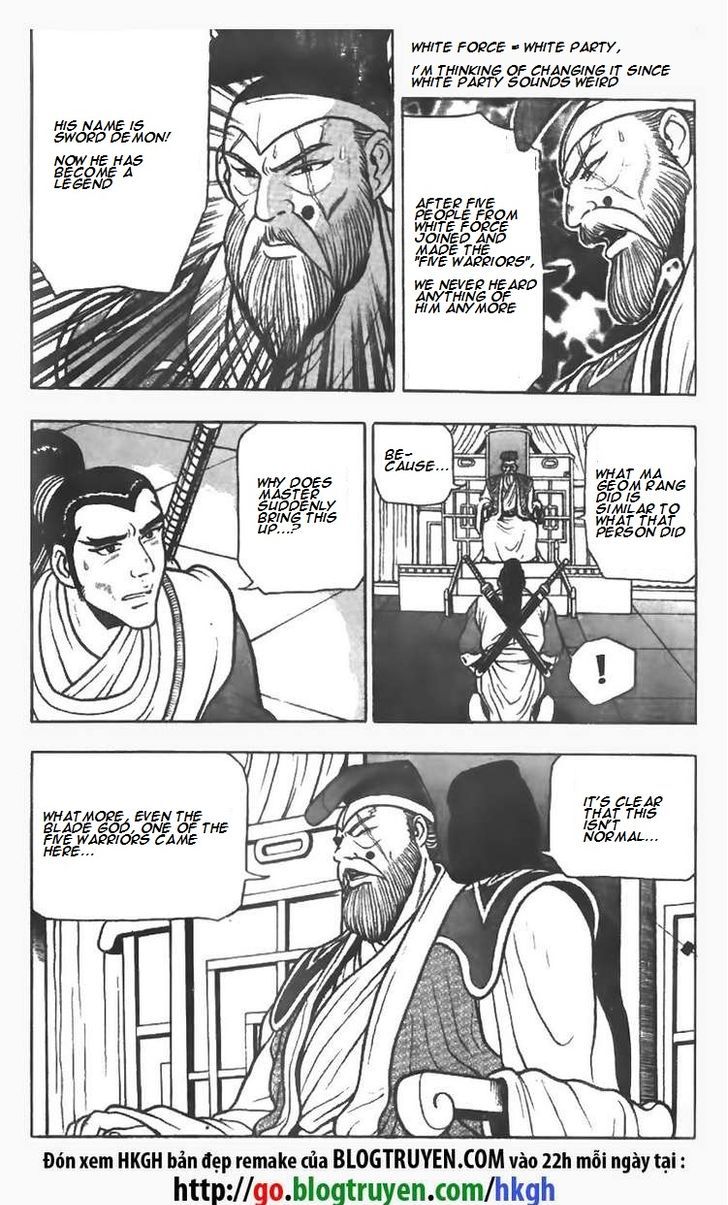 WHITE FORCE = WHITE PARTY,
I'M THINKING OF CHANGING IT SINCE
WHITE PARTY SOUNDS WEIRD
HIS NAME IS
SWORD DEMON!
NOW HE HAS
BECOME A
LEGEND
AFTER FIVE
PEOPLE FROM
WHITE FORCE
JOINED AND
MADE THE
"FIVE WARRIORS",
WE NEVER HEARD
ANYTHING OF
HIM ANYMORE
WHY DOES
MASTER
SUDDENLY
BRING THIS
UP...?
BE-
CAUSE...
WHAT MA
GEOM RANG
DID IS
SIMILAR TO
WHAT THAT
PERSON DID
!
WHATMORE, EVEN THE
BLADE GOD, ONE OF THE
FIVE WARRIORS CAME
HERE...
IT'S CLEAR
THAT THIS
ISN'T
NORMAL...
Đón xem HKGH bản đẹp remake của BLOGTRUYEN.COM vào 22h mỗi ngày tại :
http://go.blogtruyen.com/hkgh